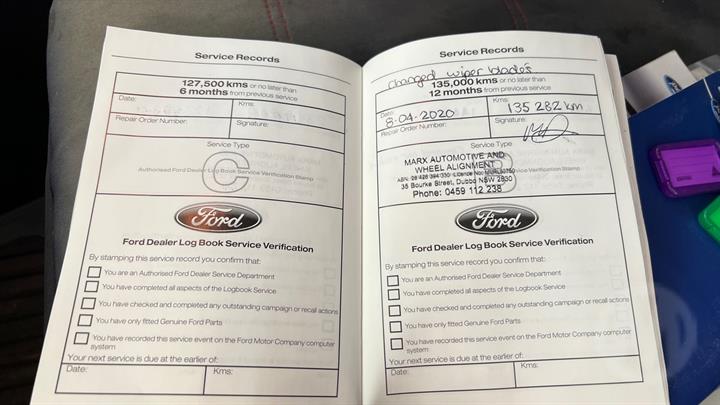 Service Records
127,500 kms or no later than
6 months from previous service
Date:
Kms:
Repair Order Number:
Signature:
Service Type
C
Authorised Ford Dealer Log Book Service Verification Stamp
Ford
Ford Dealer Log Book Service Verification
By stamping this service record you confirm that:
You are an Authorised Ford Dealer Service Department
You have completed all aspects of the Logbook Service
You have checked and completed any outstanding campaign or recall actions
You have only fitted Genuine Ford Parts
You have recorded this service event on the Ford Motor Company computer
system
Your next service is due at the earlier of:
Date:
Kms:
Service Records
changed wiper blades
135,000 kms or no later than
12 months from previous service
Date:
8-04-2020
Kms:
135 282 km
Repair Order Number:
Signature:
Service Type
MARX AUTOMOTIVE AND
WHEEL ALIGNMENT
35 Bourke Street, Dubbo NSW 2830
Phone: 0459 112 238
Ford
Ford Dealer Log Book Service Verification
By stamping this service record you confirm that:
You are an Authorised Ford Dealer Service Department
You have completed all aspects of the Logbook Service
You have checked and completed any outstanding campaign or recall actions
You have only fitted Genuine Ford Parts
You have recorded this service event on the Ford Motor Company computer
system
Your next service is due at the earlier of:
Date:
Kms: